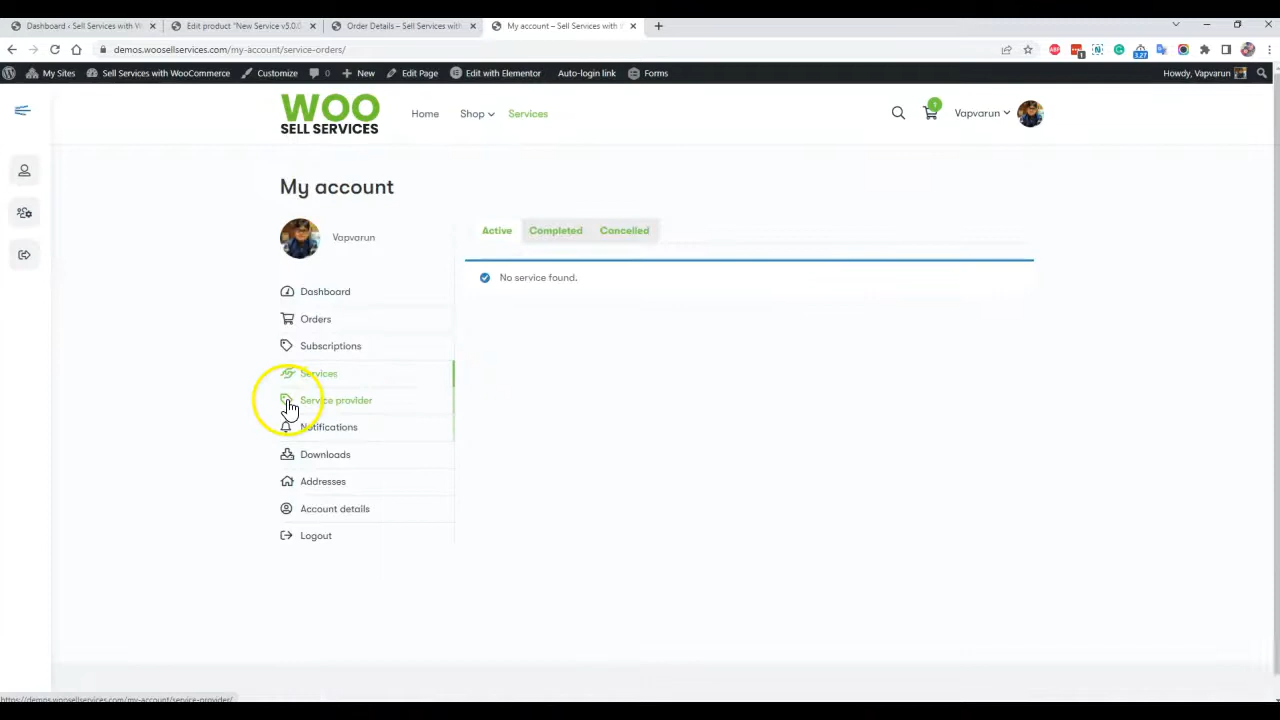 Dashboard ‹ Sell Services with W
Edit product "New Service v5.0.0
Order Details – Sell Services with
My account – Sell Services with
demos.woosellservices.com/my-account/service-orders/
My Sites
Sell Services with WooCommerce
Customize
0
New
Edit Page
Edit with Elementor
Auto-login link
Forms
Howdy, Vapvarun
WOO
SELL SERVICES
Home
Shop
Services
Vapvarun
My account
Vapvarun
Active
Completed
Cancelled
No service found.
Dashboard
Orders
Subscriptions
Services
Service provider
Notifications
Downloads
Addresses
Account details
Logout
https://demos.woosellservices.com/my-account/service-provider/